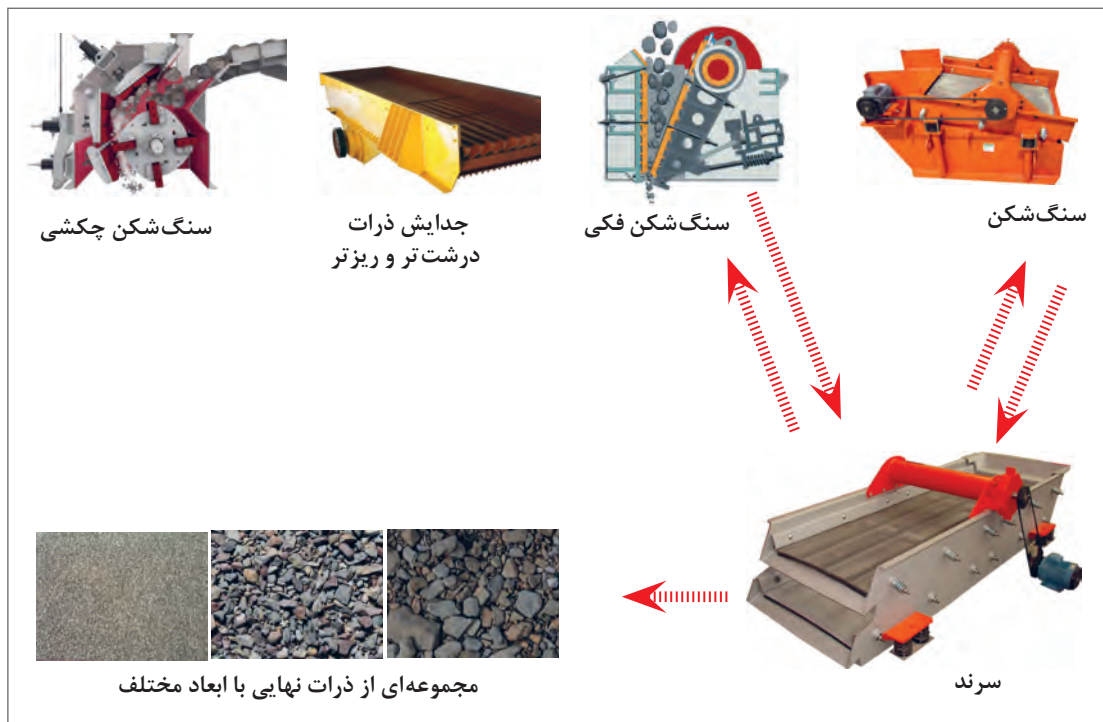 سنگ‌شکن
سنگ‌شکن فکی
جدایش ذرات
درشت‌تر و ریزتر
سنگ‌شکن چکشی
سرند
مجموعه‌ای از ذرات نهایی با ابعاد مختلف